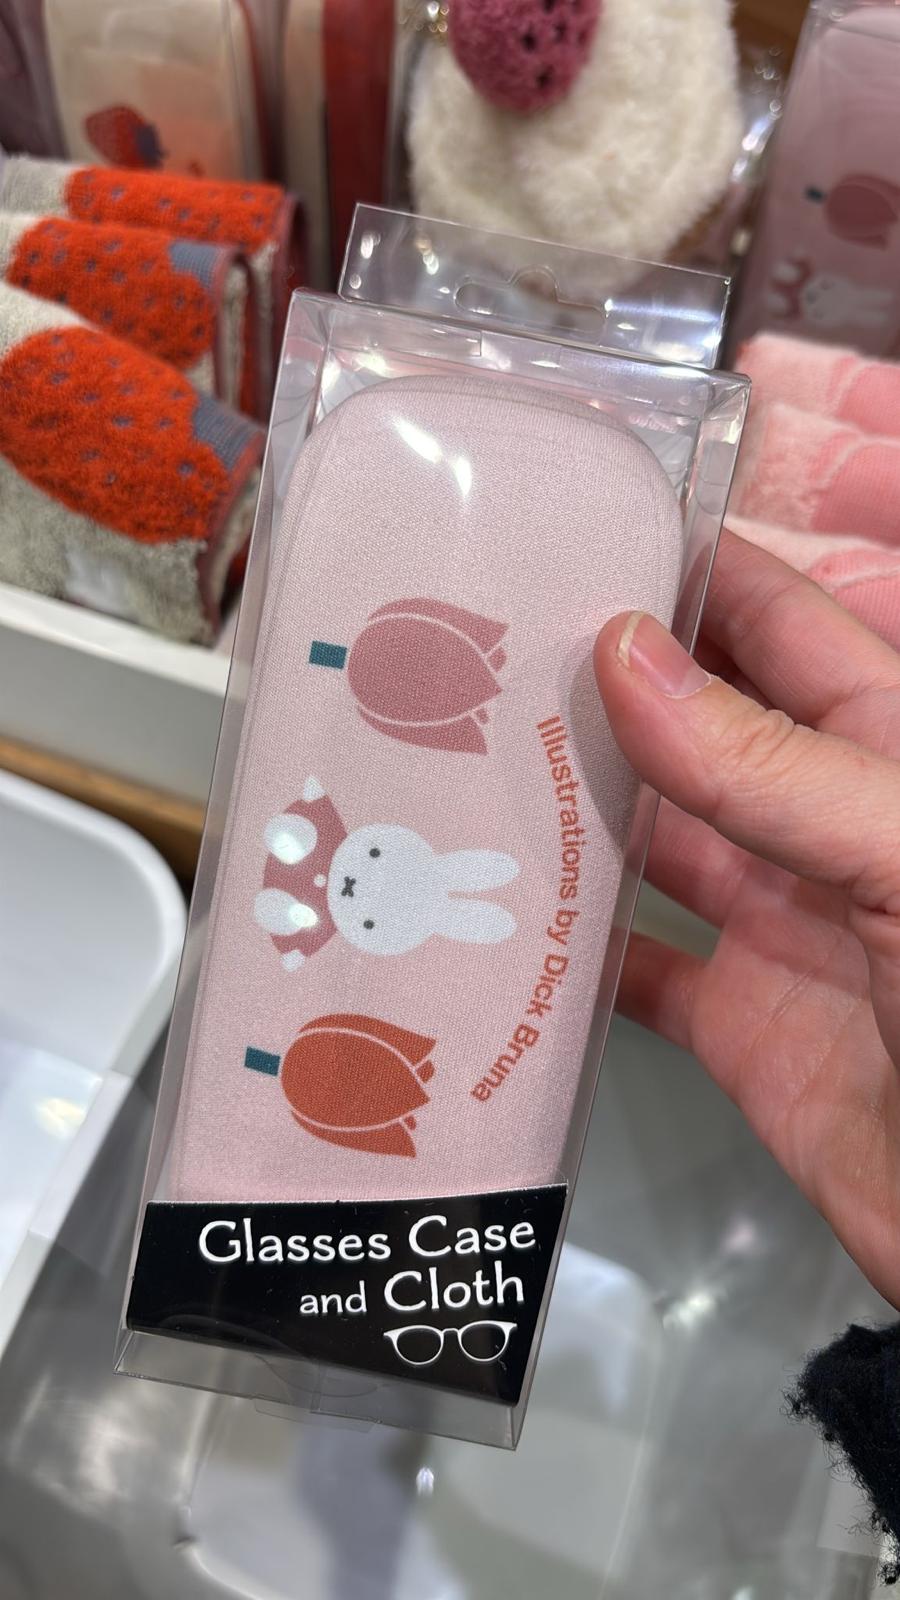 Illustrations by Dick Bruna
Glasses Case
and Cloth